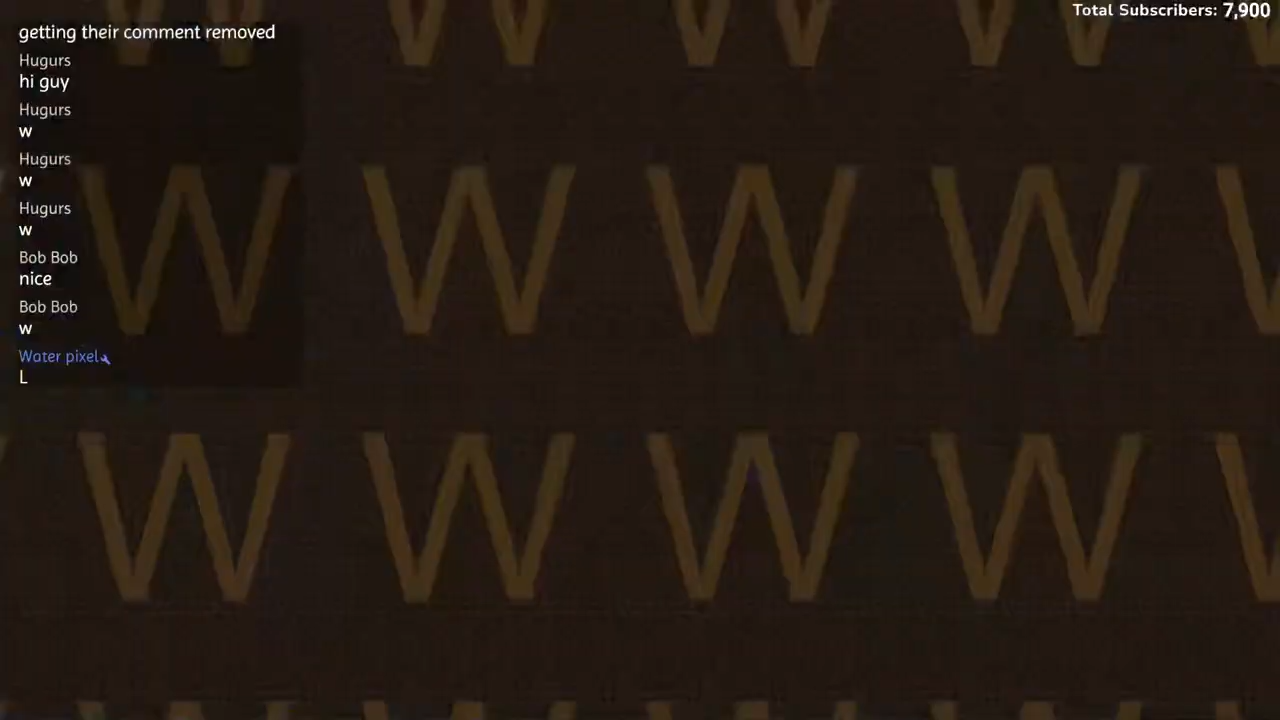 Total Subscribers: 7,900
getting their comment removed
Hugurs
hi guy
Hugurs
w
Hugurs
w
Hugurs
w
Bob Bob
nice
Bob Bob
w
Water pixel
L
W W W W W
W W W W W
W W W W W
W W W W W